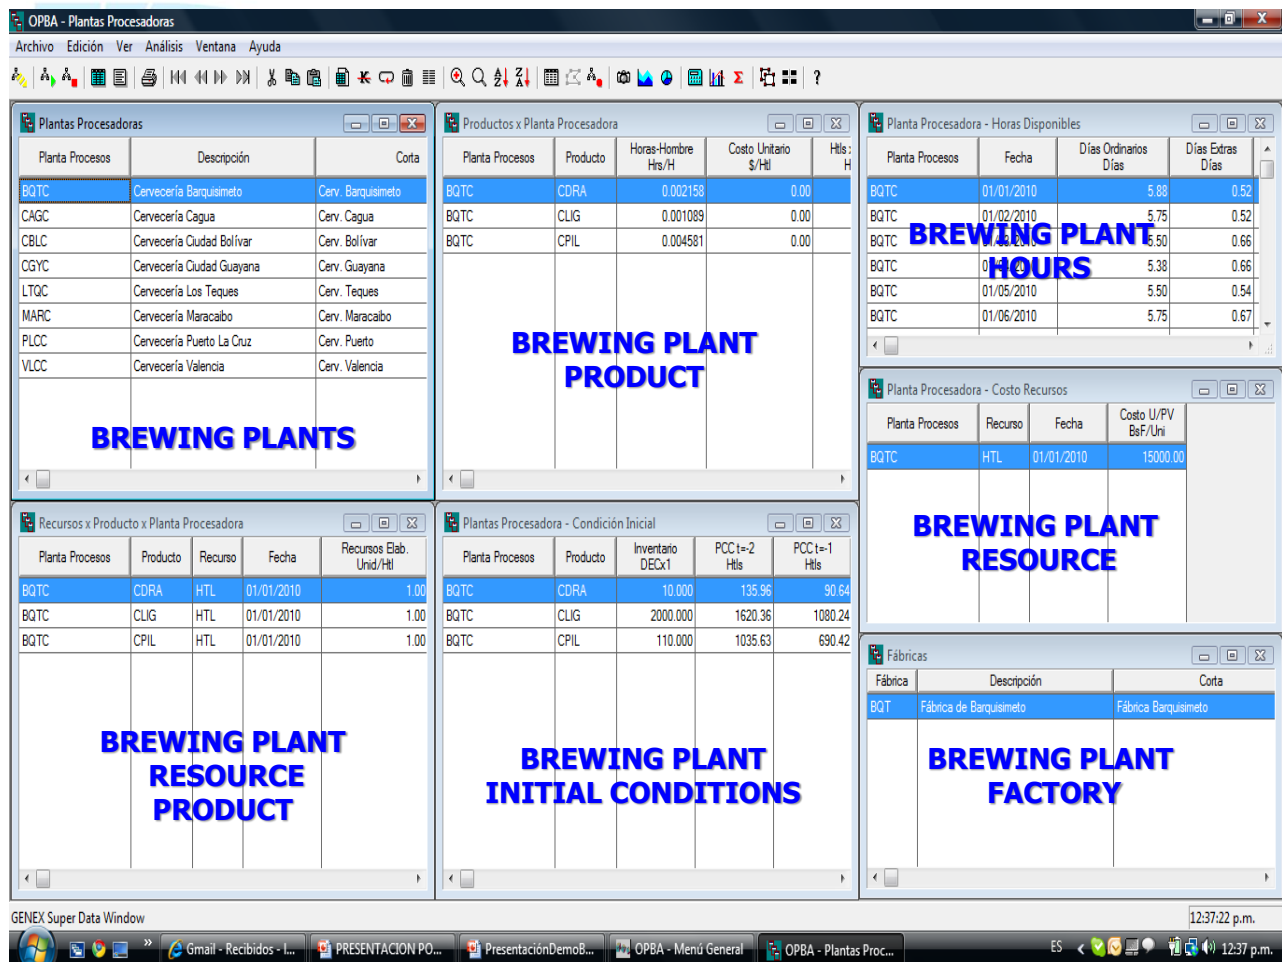 OPBA - Plantas Procesadoras
Archivo Edición Ver Análisis Ventana Ayuda
Plantas Procesadoras
Planta Procesos Descripción Corta
BQTC Cervecería Barquisimeto Cerv. Barquisimeto
CAGC Cervecería Cagua Cerv. Cagua
CBLC Cervecería Ciudad Bolívar Cerv. Bolívar
CGYC Cervecería Ciudad Guayana Cerv. Guayana
LTQC Cervecería Los Teques Cerv. Teques
MARC Cervecería Maracaibo Cerv. Maracaibo
PLCC Cervecería Puerto La Cruz Cerv. Puerto
VLCC Cervecería Valencia Cerv. Valencia
BREWING PLANTS
Productos x Planta Procesadora
Planta Procesos Producto Horas-Hombre Costo Unitario Htls x
Hrs/H $/Htl H
BQTC CDRA 0.002158 0.00
BQTC CLIG 0.001089 0.00
BQTC CPIL 0.004581 0.00
BREWING PLANT
PRODUCT
Planta Procesadora - Horas Disponibles
Planta Procesos Fecha Días Ordinarios Días Extras
Días Días
BQTC 01/01/2010 5.88 0.52
BQTC 01/02/2010 5.75 0.52
BQTC 5.50 0.66
BQTC 5.38 0.66
BQTC 01/05/2010 5.50 0.54
BQTC 01/06/2010 5.75 0.67
BREWING PLANT
HOURS
Planta Procesadora - Costo Recursos
Planta Procesos Recurso Fecha Costo U/PV
BsF/Uni
BQTC HTL 01/01/2010 15000.00
BREWING PLANT
RESOURCE
Recursos x Producto x Planta Procesadora
Planta Procesos Producto Recurso Fecha Recursos Elab.
Unid/Htl
BQTC CDRA HTL 01/01/2010 1.00
BQTC CLIG HTL 01/01/2010 1.00
BQTC CPIL HTL 01/01/2010 1.00
BREWING PLANT
RESOURCE
PRODUCT
Plantas Procesadora - Condición Inicial
Planta Procesos Producto Inventario PCC t=-2 PCC t=-1
DECx1 Htls Htls
BQTC CDRA 10.000 135.96 90.64
BQTC CLIG 2000.000 1620.36 1080.24
BQTC CPIL 110.000 1035.63 690.42
BREWING PLANT
INITIAL CONDITIONS
Fábricas
Fábrica Descripción Corta
BQT Fábrica de Barquisimeto Fábrica Barquisimeto
BREWING PLANT
FACTORY
GENEX Super Data Window 12:37:22 p.m.
Gmail - Recibidos - l... PRESENTACION PO... PresentaciónDemoB... OPBA - Menú General OPBA - Plantas Proc... ES 12:37 p.m.